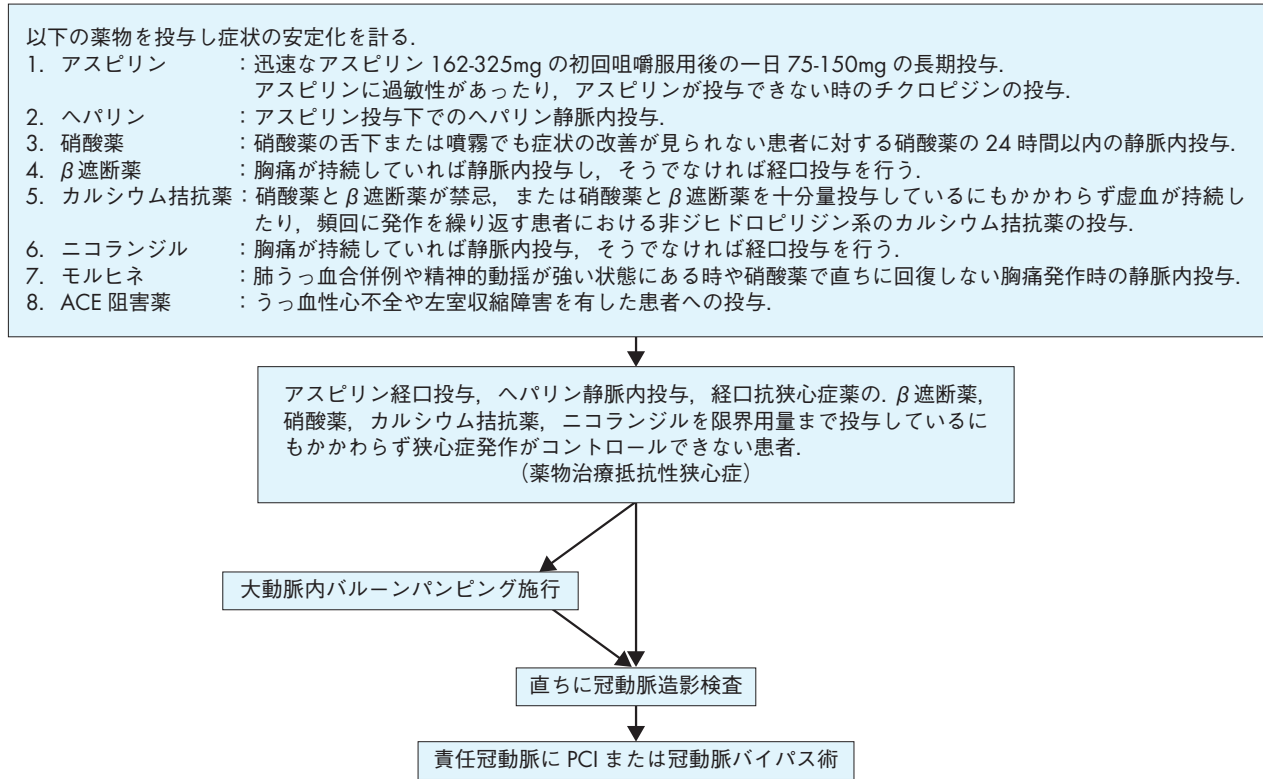 以下の薬物を投与し症状の安定化を計る.
1. アスピリン ：迅速なアスピリン 162-325mg の初回咀嚼服用後の一日 75-150mg の長期投与.
アスピリンに過敏性があったり，アスピリンが投与できない時のチクロピジンの投与.
2. ヘパリン ：アスピリン投与下でのヘパリン静脈内投与.
3. 硝酸薬 ：硝酸薬の舌下または噴霧でも症状の改善が見られない患者に対する硝酸薬の 24 時間以内の静脈内投与.
4. β遮断薬 ：胸痛が持続していれば静脈内投与し，そうでなければ経口投与を行う.
5. カルシウム拮抗薬：硝酸薬とβ遮断薬が禁忌，または硝酸薬とβ遮断薬を十分量投与しているにもかかわらず虚血が持続し
たり，頻回に発作を繰り返す患者における非ジヒドロピリジン系のカルシウム拮抗薬の投与.
6. ニコランジル ：胸痛が持続していれば静脈内投与，そうでなければ経口投与を行う.
7. モルヒネ ：肺うっ血合併例や精神的動揺が強い状態にある時や硝酸薬で直ちに回復しない胸痛発作時の静脈内投与.
8. ACE 阻害薬 ：うっ血性心不全や左室収縮障害を有した患者への投与.
アスピリン経口投与，ヘパリン静脈内投与，経口抗狭心症薬の. β遮断薬，
硝酸薬，カルシウム拮抗薬，ニコランジルを限界用量まで投与しているに
もかかわらず狭心症発作がコントロールできない患者.
（薬物治療抵抗性狭心症）
大動脈内バルーンパンピング施行
直ちに冠動脈造影検査
責任冠動脈に PCI または冠動脈バイパス術